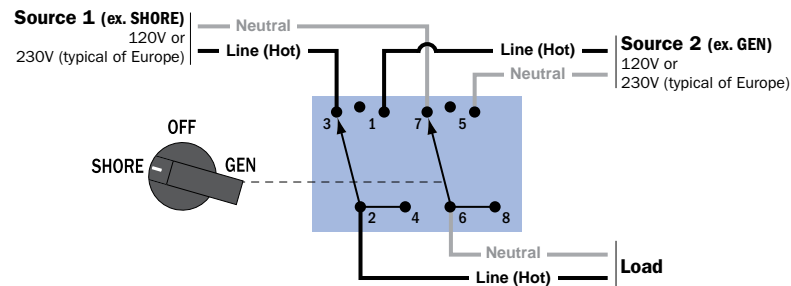 Source 1 (ex. SHORE)
120V or
230V (typical of Europe)
Neutral
Line (Hot)
Line (Hot)
Neutral
Source 2 (ex. GEN)
120V or
230V (typical of Europe)
3 1 7 5
OFF
SHORE
GEN
2 4 6 8
Neutral
Line (Hot)
Load